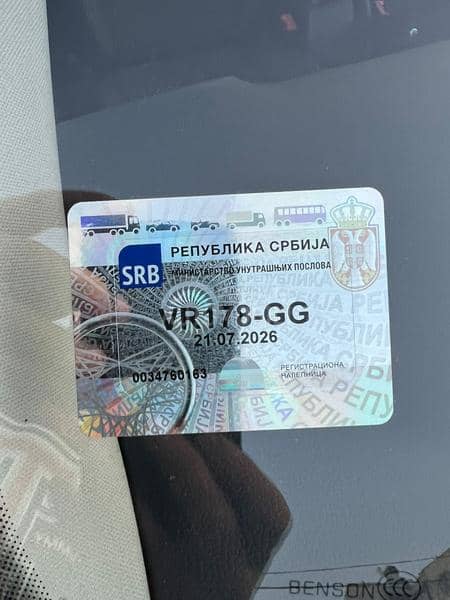 РЕПУБЛИКА СРБИЈА
SRB
МИНИСТАРСТВО УНУТРАШЊИХ ПОСЛОВА
VR178-GG
21.07.2026
0034760163
РЕГИСТРАЦИОНА
НАЛЕПНИЦА
BENSON